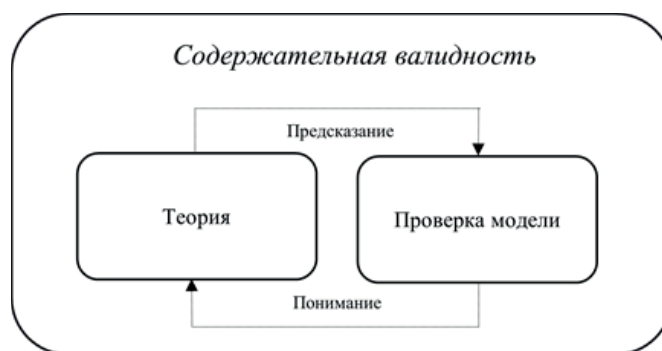 Содержательная валидность
Предсказание
Теория
Проверка модели
Понимание